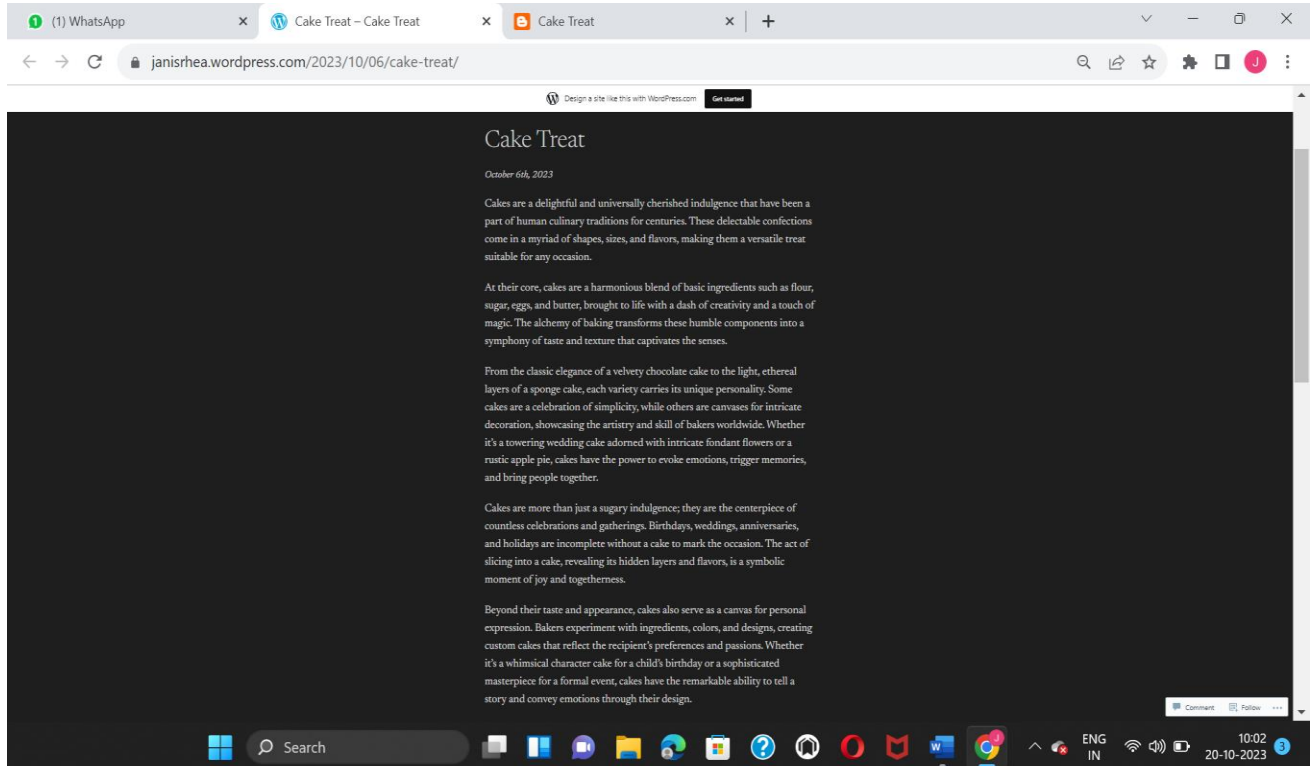 (1) WhatsApp
Cake Treat – Cake Treat
Cake Treat
janisrhea.wordpress.com/2023/10/06/cake-treat/
J
Design a site like this with WordPress.com
Get started
Cake Treat
October 6th, 2023
Cakes are a delightful and universally cherished indulgence that have been a
part of human culinary traditions for centuries. These delectable confections
come in a myriad of shapes, sizes, and flavors, making them a versatile treat
suitable for any occasion.
At their core, cakes are a harmonious blend of basic ingredients such as flour,
sugar, eggs, and butter, brought to life with a dash of creativity and a touch of
magic. The alchemy of baking transforms these humble components into a
symphony of taste and texture that captivates the senses.
From the classic elegance of a velvety chocolate cake to the light, ethereal
layers of a sponge cake, each variety carries its unique personality. Some
cakes are a celebration of simplicity, while others are canvases for intricate
decoration, showcasing the artistry and skill of bakers worldwide. Whether
it's a towering wedding cake adorned with intricate fondant flowers or a
rustic apple pie, cakes have the power to evoke emotions, trigger memories,
and bring people together.
Cakes are more than just a sugary indulgence; they are the centerpiece of
countless celebrations and gatherings. Birthdays, weddings, anniversaries,
and holidays are incomplete without a cake to mark the occasion. The act of
slicing into a cake, revealing its hidden layers and flavors, is a symbolic
moment of joy and togetherness.
Beyond their taste and appearance, cakes also serve as a canvas for personal
expression. Bakers experiment with ingredients, colors, and designs, creating
custom cakes that reflect the recipient's preferences and passions. Whether
it's a whimsical character cake for a child's birthday or a sophisticated
masterpiece for a formal event, cakes have the remarkable ability to tell a
story and convey emotions through their design.
Comment
Follow
Search
ENG
IN
10:02
20-10-2023
3